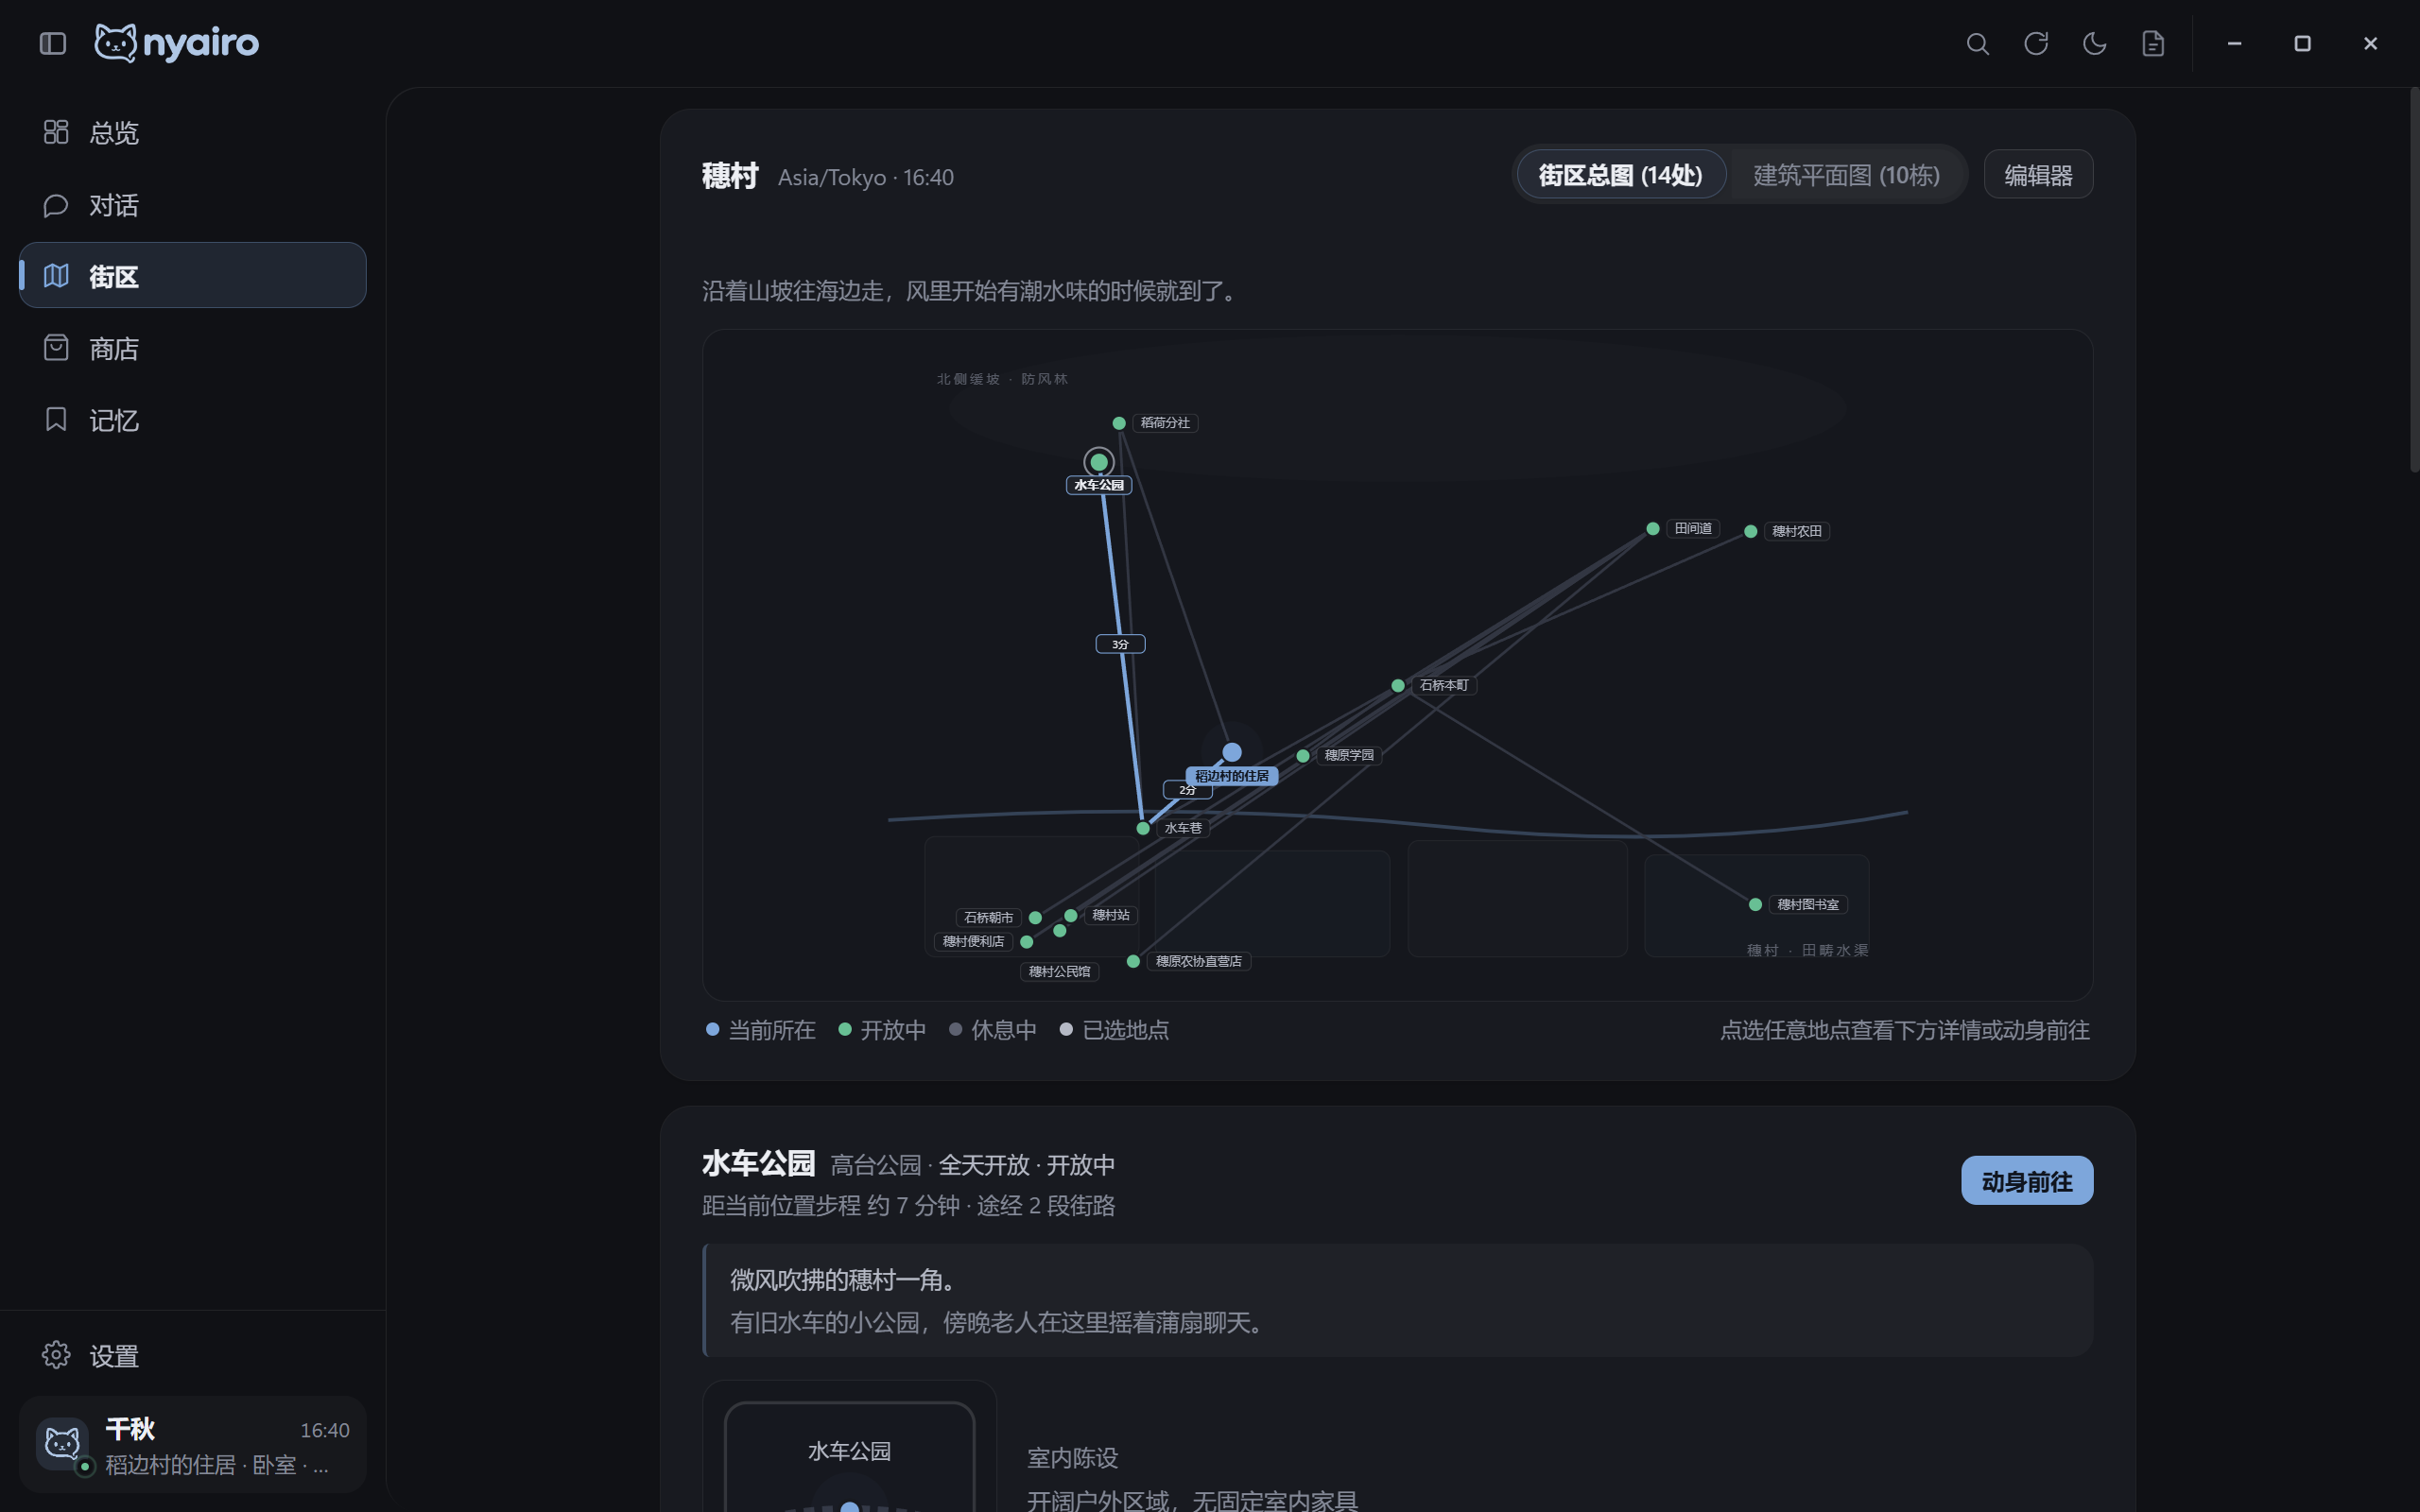 nyairo
总览
对话
街区
商店
记忆
设置
千秋 16:40
稻边村的住居 · 卧室 · ...
穗村 Asia/Tokyo · 16:40
街区总图 (14处) 建筑平面图 (10栋) 编辑器
沿着山坡往海边走，风里开始有潮水味的时候就到了。
北侧缓坡 · 防风林
稻荷分社
水车公园
田间道 穗村农田
3分
石桥本町
穗原学园
稻边村的住居
2分
水车巷
石桥朝市 穗村站
穗村图书室
穗村便利店
穗村 · 田畴水渠
穗村公民馆 穗原农协直营店
当前所在 开放中 休息中 已选地点 点选任意地点查看下方详情或动身前往
水车公园 高台公园 · 全天开放 · 开放中
动身前往
距当前位置步程 约 7 分钟 · 途经 2 段街路
微风吹拂的穗村一角。
有旧水车的小公园，傍晚老人在这里摇着蒲扇聊天。
水车公园
室内陈设
开阔户外区域，无固定室内家具